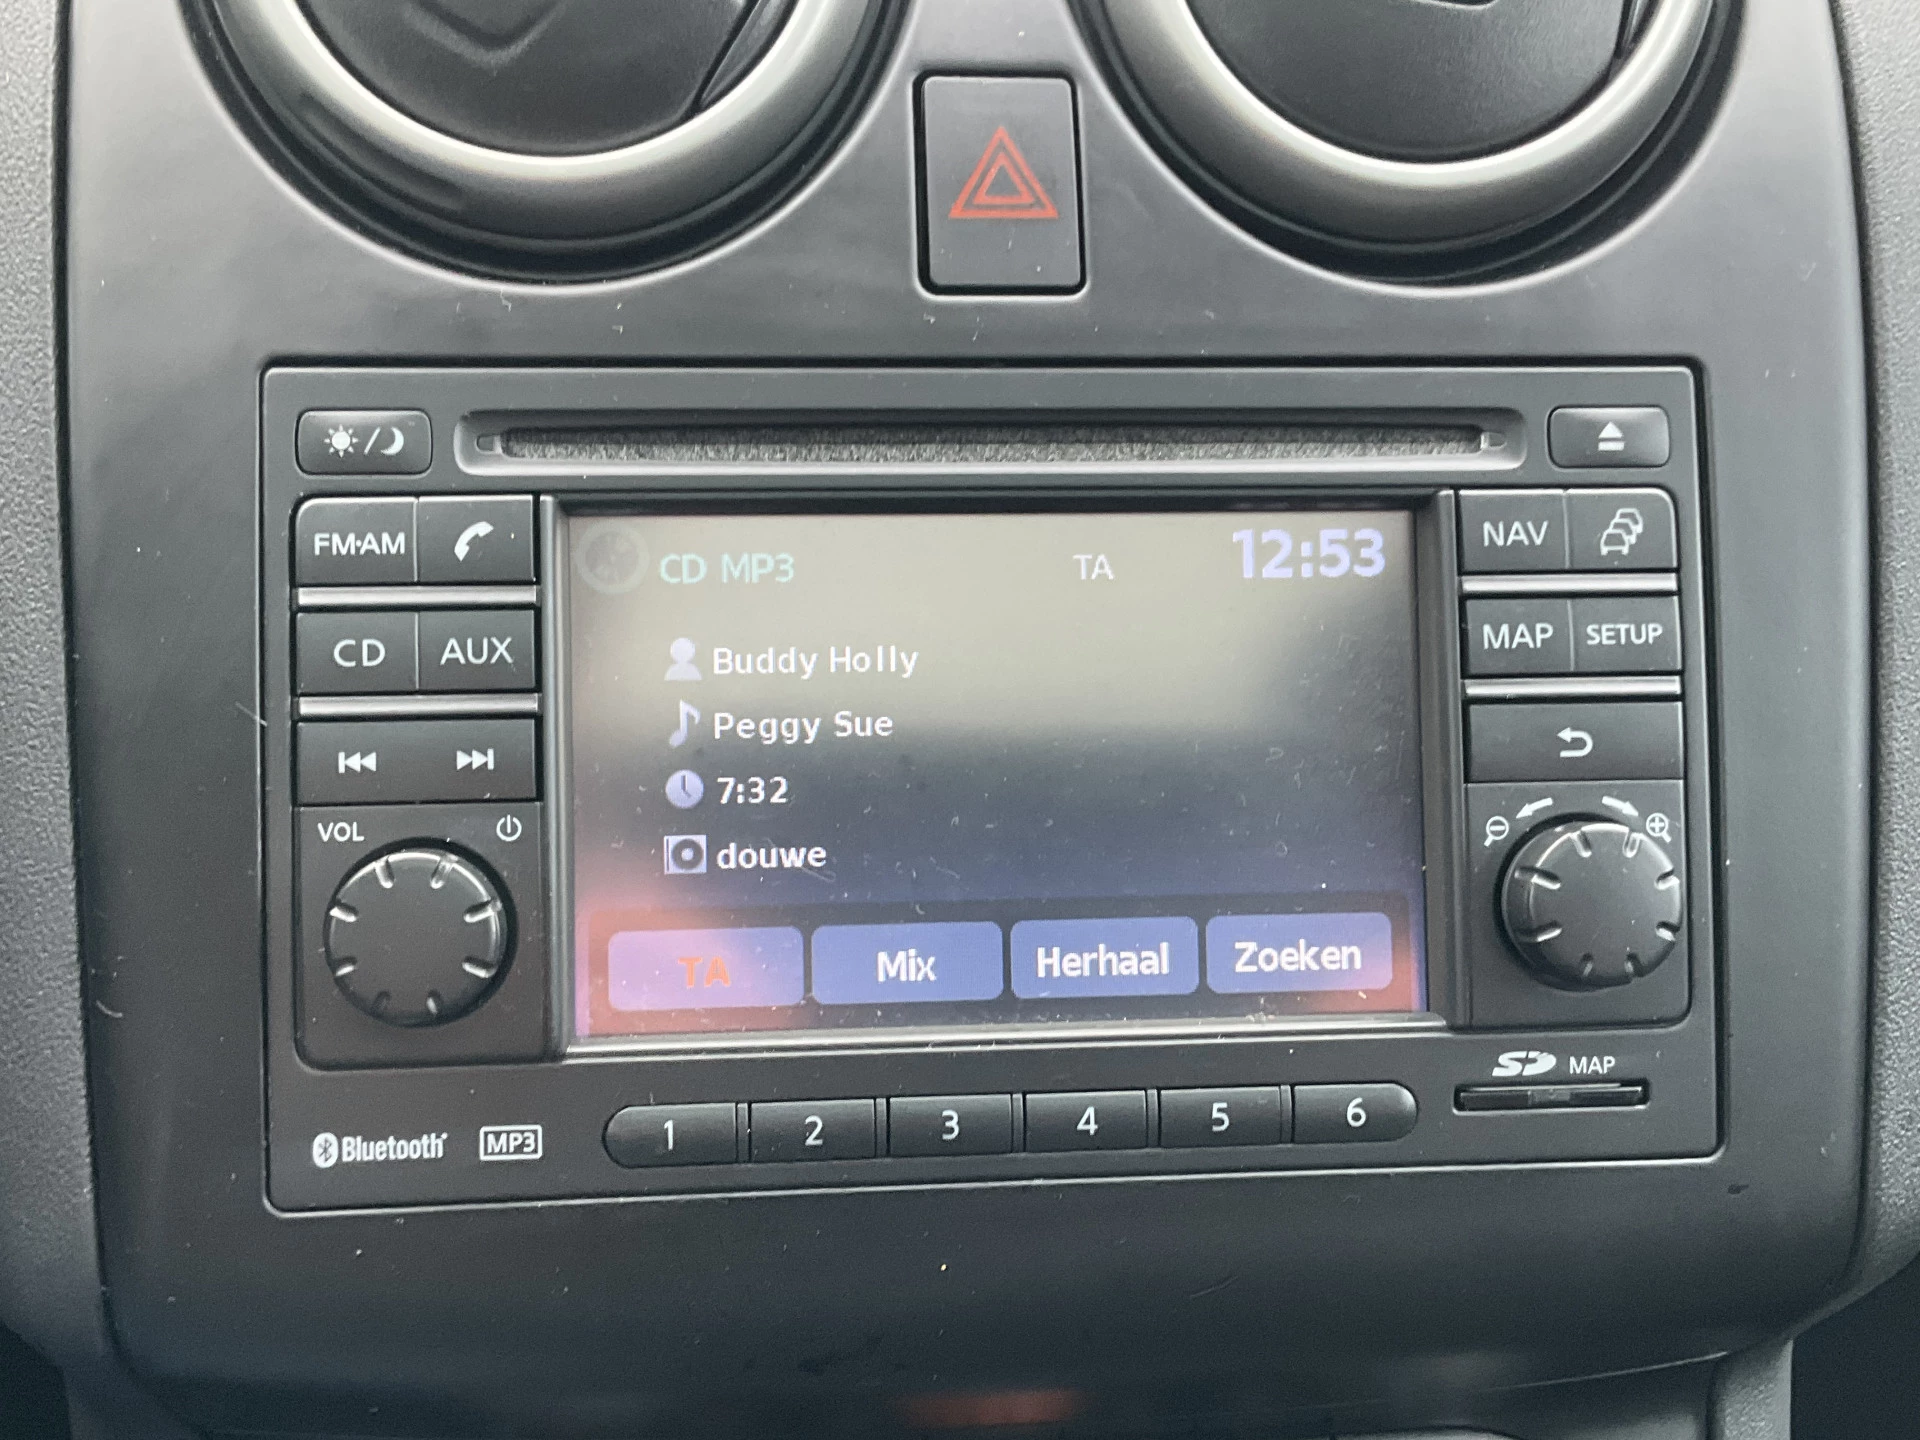 FM·AM
CD MP3 TA 12:53
NAV
CD AUX
Buddy Holly
MAP SETUP
Peggy Sue
7:32
VOL
douwe
TA Mix Herhaal Zoeken
SD MAP
Bluetooth MP3
1 2 3 4 5 6